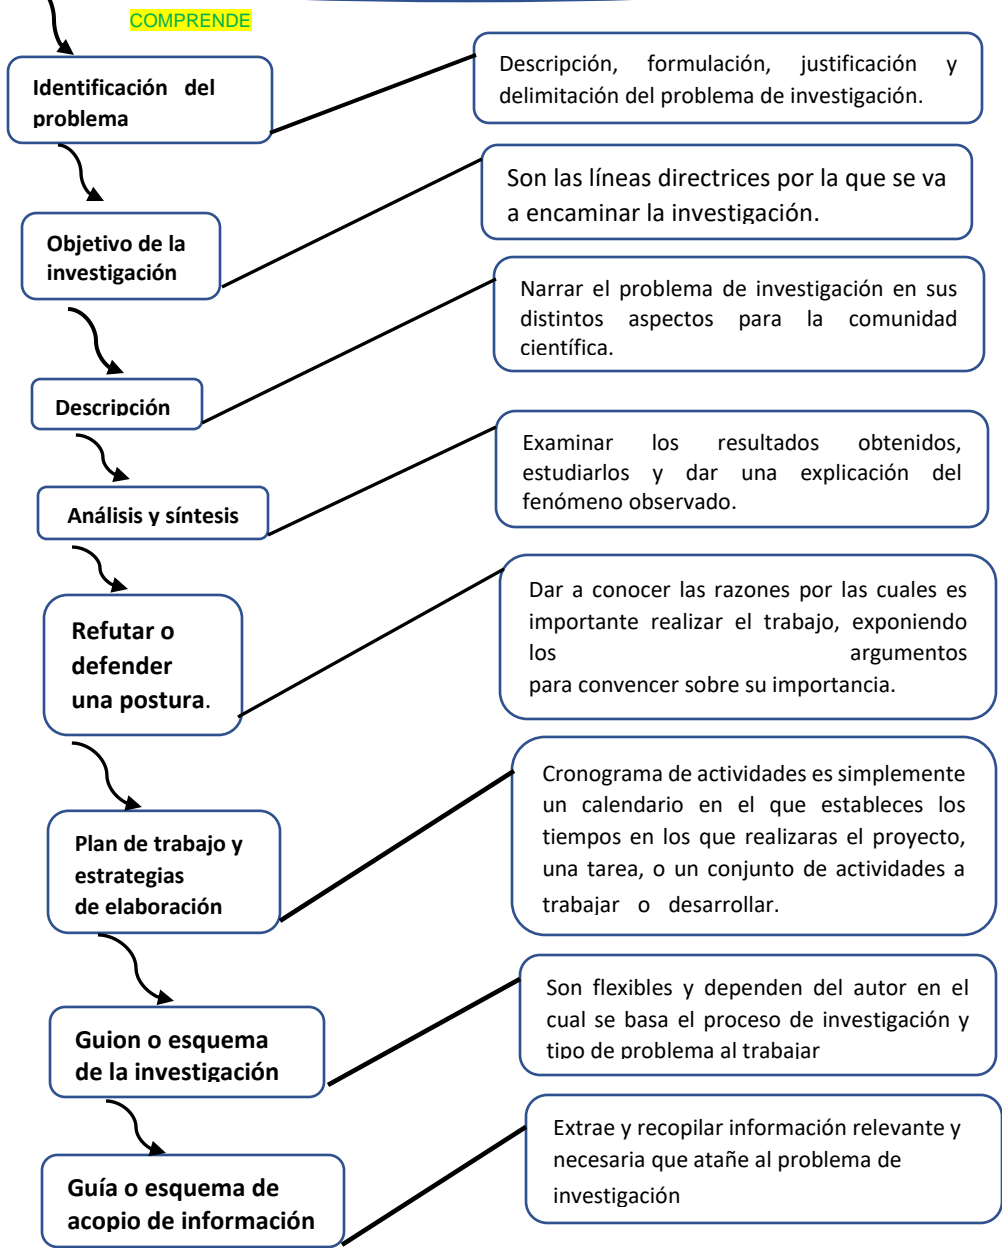 COMPRENDE
Identificación del
problema
Descripción, formulación, justificación y
delimitación del problema de investigación.
Objetivo de la
investigación
Son las líneas directrices por la que se va
a encaminar la investigación.
Descripción
Narrar el problema de investigación en sus
distintos aspectos para la comunidad
científica.
Análisis y síntesis
Examinar los resultados obtenidos,
estudiarlos y dar una explicación del
fenómeno observado.
Refutar o
defender
una postura.
Dar a conocer las razones por las cuales es
importante realizar el trabajo, exponiendo
los argumentos
para convencer sobre su importancia.
Plan de trabajo y
estrategias
de elaboración
Cronograma de actividades es simplemente
un calendario en el que estableces los
tiempos en los que realizaras el proyecto,
una tarea, o un conjunto de actividades a
trabajar o desarrollar.
Guion o esquema
de la investigación
Son flexibles y dependen del autor en el
cual se basa el proceso de investigación y
tipo de problema al trabajar
Guía o esquema de
acopio de información
Extrae y recopilar información relevante y
necesaria que atañe al problema de
investigación